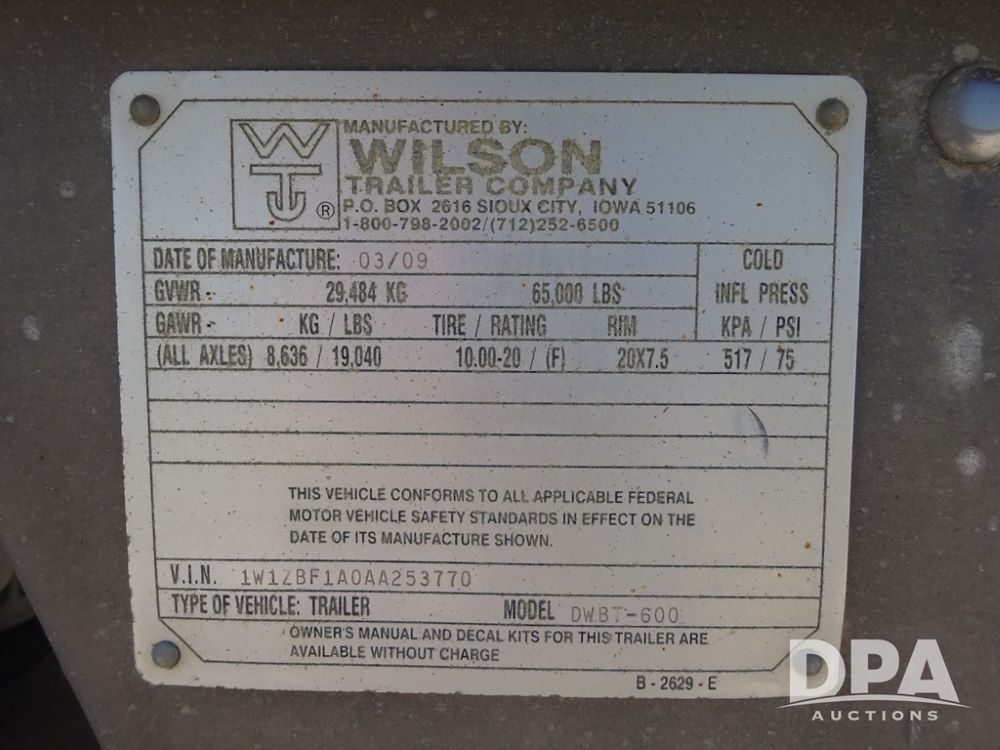 WT ®
MANUFACTURED BY:
WILSON
TRAILER COMPANY
P.O. BOX 2616 SIOUX CITY, IOWA 51106
1-800-798-2002/(712)252-6500
DATE OF MANUFACTURE: 03/09
COLD
GVWR - 29,484 KG 65,000 LBS INFL PRESS
GAWR - KG / LBS TIRE / RATING RIM KPA / PSI
(ALL AXLES) 8,636 / 19,040 10.00-20 / (F) 20X7.5 517 / 75
THIS VEHICLE CONFORMS TO ALL APPLICABLE FEDERAL
MOTOR VEHICLE SAFETY STANDARDS IN EFFECT ON THE
DATE OF ITS MANUFACTURE SHOWN.
V.I.N. 1W1ZBF1A0AA253770
TYPE OF VEHICLE: TRAILER MODEL DWBT-600
OWNER'S MANUAL AND DECAL KITS FOR THIS TRAILER ARE
AVAILABLE WITHOUT CHARGE
B - 2629 - E
DPA
AUCTIONS